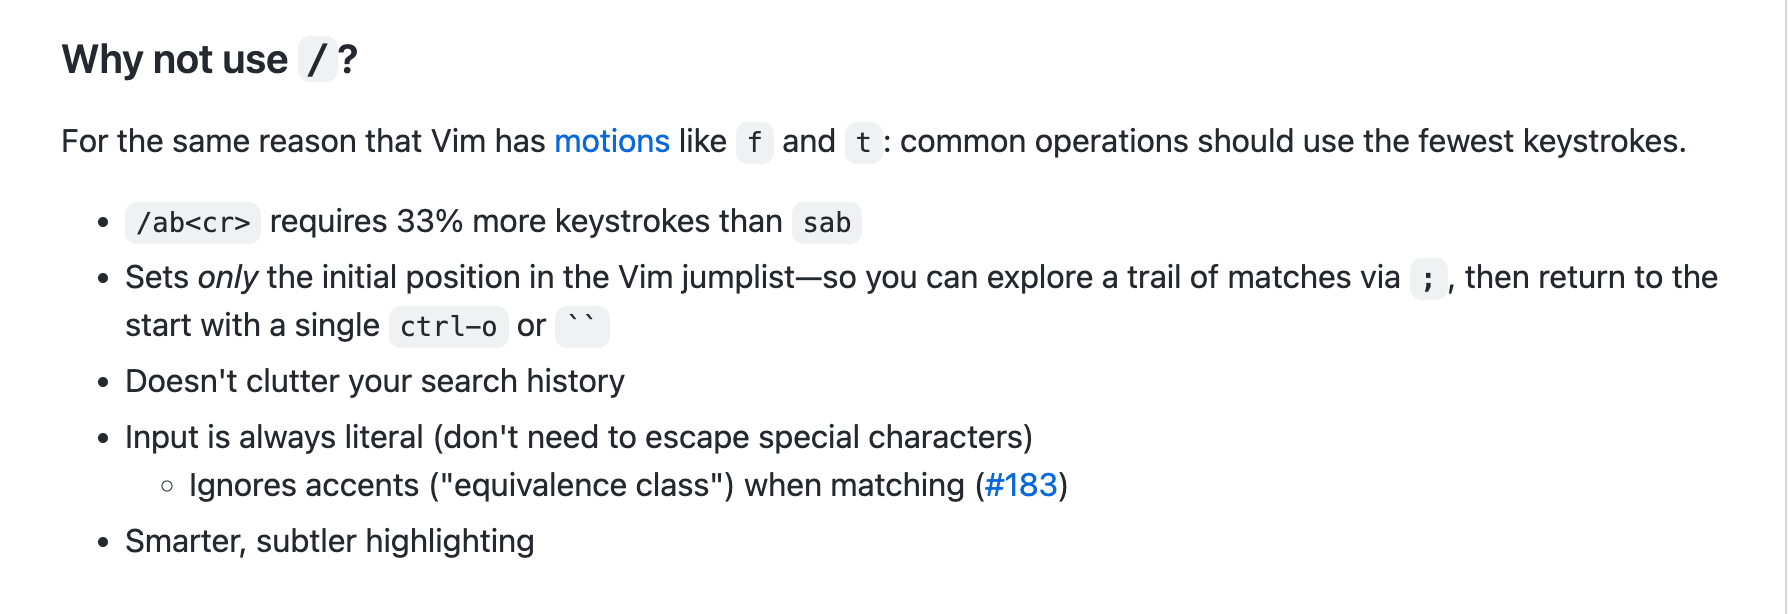 Why not use /?
For the same reason that Vim has motions like f and t: common operations should use the fewest keystrokes.
• /ab<cr> requires 33% more keystrokes than sab
• Sets only the initial position in the Vim jumplist—so you can explore a trail of matches via ;, then return to the
start with a single ctrl-o or ``
• Doesn't clutter your search history
• Input is always literal (don't need to escape special characters)
◦ Ignores accents ("equivalence class") when matching (#183)
• Smarter, subtler highlighting